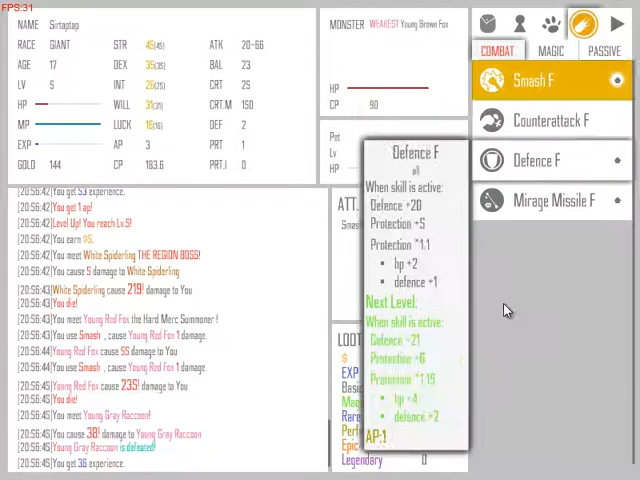 FPS:31
NAME Sirtaptap
RACE GIANT STR 45(45) ATK 20-66
AGE 17 DEX 35(35) BAL 23
LV 5 INT 26(25) CRT 25
HP WILL 31(31) CRT.M 150
MP LUCK 16(16) DEF 2
EXP AP 3 PRT 1
GOLD 144 CP 163.6 PRT.I 0
MONSTER WEAKEST Young Brown Fox
HP
CP 90
Pet
Lv
HP
ATT.
Smas
LOOT
$
EXP
Basic
Mag
Rare
Perf
Epic
Legendary 0
COMBAT MAGIC PASSIVE
Smash F
Counterattack F
Defence F
Mirage Missile F
Defence F
all
When skill is active:
Defence +20
Protection +5
Protection *1.1
hp +2
defence +1
Next Level:
When skill is active:
Defence +21
Protection +6
Protection *1.15
hp +4
defence +2
AP:1
[20:56:42]You get 53 experience.
[20:56:42]You get 1 ap!
[20:56:42]Level Up! You reach Lv.5!
[20:56:42]You earn $5.
[20:56:42]You meet White Spiderling THE REGION BOSS!
[20:56:42]You cause 5 damage to White Spiderling
[20:56:43]White Spiderling cause 219! damage to You
[20:56:43]You die!
[20:56:43]You meet Young Red Fox the Hard Merc Summoner !
[20:56:43]You use Smash , cause Young Red Fox 1 damage.
[20:56:44]Young Red Fox cause 55 damage to You
[20:56:44]You use Smash , cause Young Red Fox 1 damage.
[20:56:45]Young Red Fox cause 235! damage to You
[20:56:45]You die!
[20:56:45]You meet Young Gray Raccoon!
[20:56:45]You cause 38! damage to Young Gray Raccoon
[20:56:45]Young Gray Raccoon is defeated!
[20:56:45]You get 36 experience.